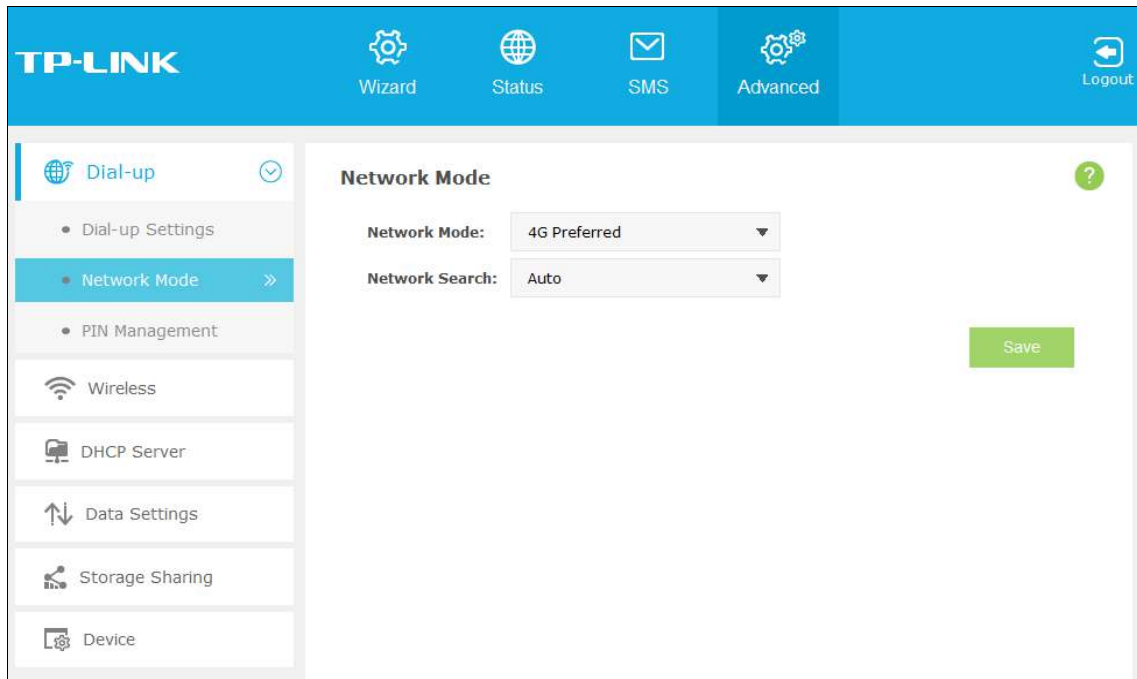 TP-LINK
Wizard
Status
SMS
Advanced
Logout
Dial-up
Dial-up Settings
Network Mode
PIN Management
Wireless
DHCP Server
Data Settings
Storage Sharing
Device
Network Mode
?
Network Mode: 4G Preferred
Network Search: Auto
Save